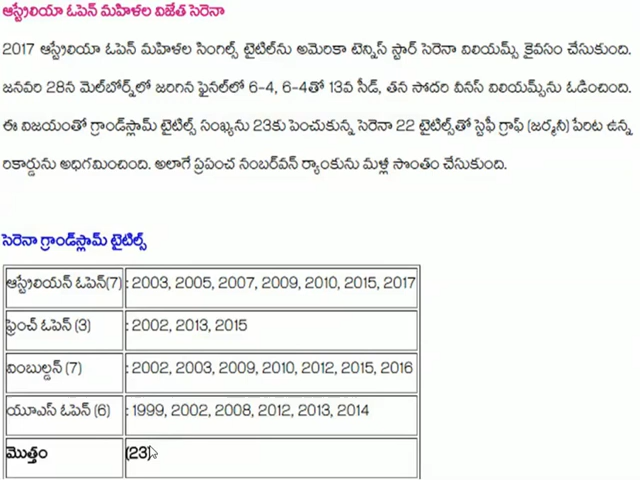 ఆస్ట్రేలియా ఓపెన్ మహిళల విజేత సెరెనా
2017 ఆస్ట్రేలియా ఓపెన్ మహిళల సింగిల్స్ టైటిల్‌ను అమెరికా టెన్నిస్ స్టార్ సెరెనా విలియమ్స్ కైవసం చేసుకుంది.
జనవరి 28న మెల్‌బోర్న్‌లో జరిగిన ఫైనల్‌లో 6-4, 6-4తో 13వ సీడ్, తన సోదరి వీనస్ విలియమ్స్‌ను ఓడించింది.
ఈ విజయంతో గ్రాండ్‌స్లామ్ టైటిల్స్ సంఖ్యను 23కు పెంచుకున్న సెరెనా 22 టైటిల్స్‌తో స్టెఫీ గ్రాఫ్ (జర్మనీ) పేరిట ఉన్న
రికార్డును అధిగమించింది. అలాగే ప్రపంచ నంబర్‌వన్ ర్యాంకును మళ్లీ సొంతం చేసుకుంది.
సెరెనా గ్రాండ్‌స్లామ్ టైటిల్స్
ఆస్ట్రేలియన్ ఓపెన్(7) : 2003, 2005, 2007, 2009, 2010, 2015, 2017
ఫ్రెంచ్ ఓపెన్ (3) : 2002, 2013, 2015
వింబుల్డన్ (7) : 2002, 2003, 2009, 2010, 2012, 2015, 2016
యూఎస్ ఓపెన్ (6) : 1999, 2002, 2008, 2012, 2013, 2014
మొత్తం (23)